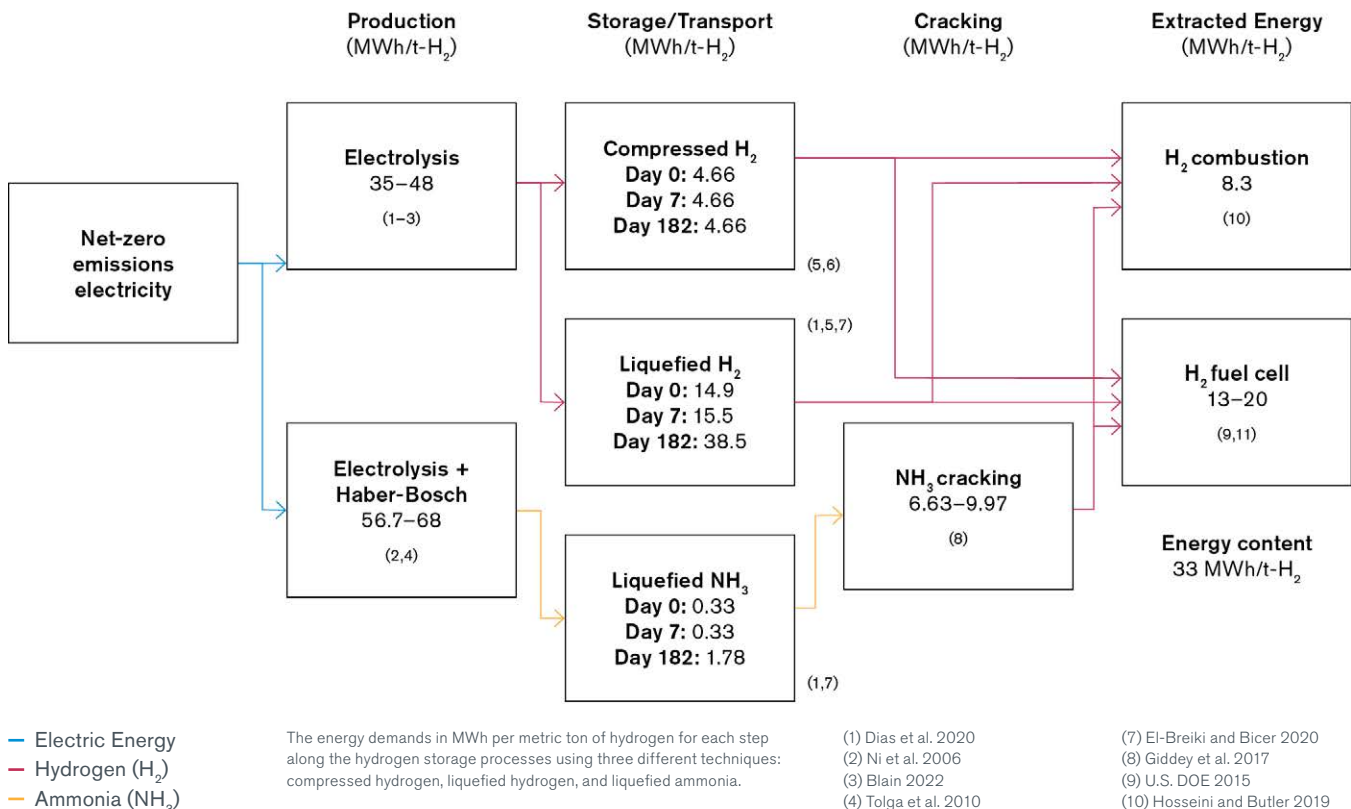 Production
(MWh/t-H₂)
Storage/Transport
(MWh/t-H₂)
Cracking
(MWh/t-H₂)
Extracted Energy
(MWh/t-H₂)
Net-zero
emissions
electricity
Electrolysis
35–48
(1–3)
Electrolysis +
Haber-Bosch
56.7–68
(2,4)
Compressed H₂
Day 0: 4.66
Day 7: 4.66
Day 182: 4.66
(5,6)
(1,5,7)
Liquefied H₂
Day 0: 14.9
Day 7: 15.5
Day 182: 38.5
Liquefied NH₃
Day 0: 0.33
Day 7: 0.33
Day 182: 1.78
(1,7)
NH₃ cracking
6.63–9.97
(8)
H₂ combustion
8.3
(10)
H₂ fuel cell
13–20
(9,11)
Energy content
33 MWh/t-H₂
Electric Energy
Hydrogen (H₂)
Ammonia (NH₃)
The energy demands in MWh per metric ton of hydrogen for each step
along the hydrogen storage processes using three different techniques:
compressed hydrogen, liquefied hydrogen, and liquefied ammonia.
(1) Dias et al. 2020
(2) Ni et al. 2006
(3) Blain 2022
(4) Tolga et al. 2010
(7) El-Breiki and Bicer 2020
(8) Giddey et al. 2017
(9) U.S. DOE 2015
(10) Hosseini and Butler 2019